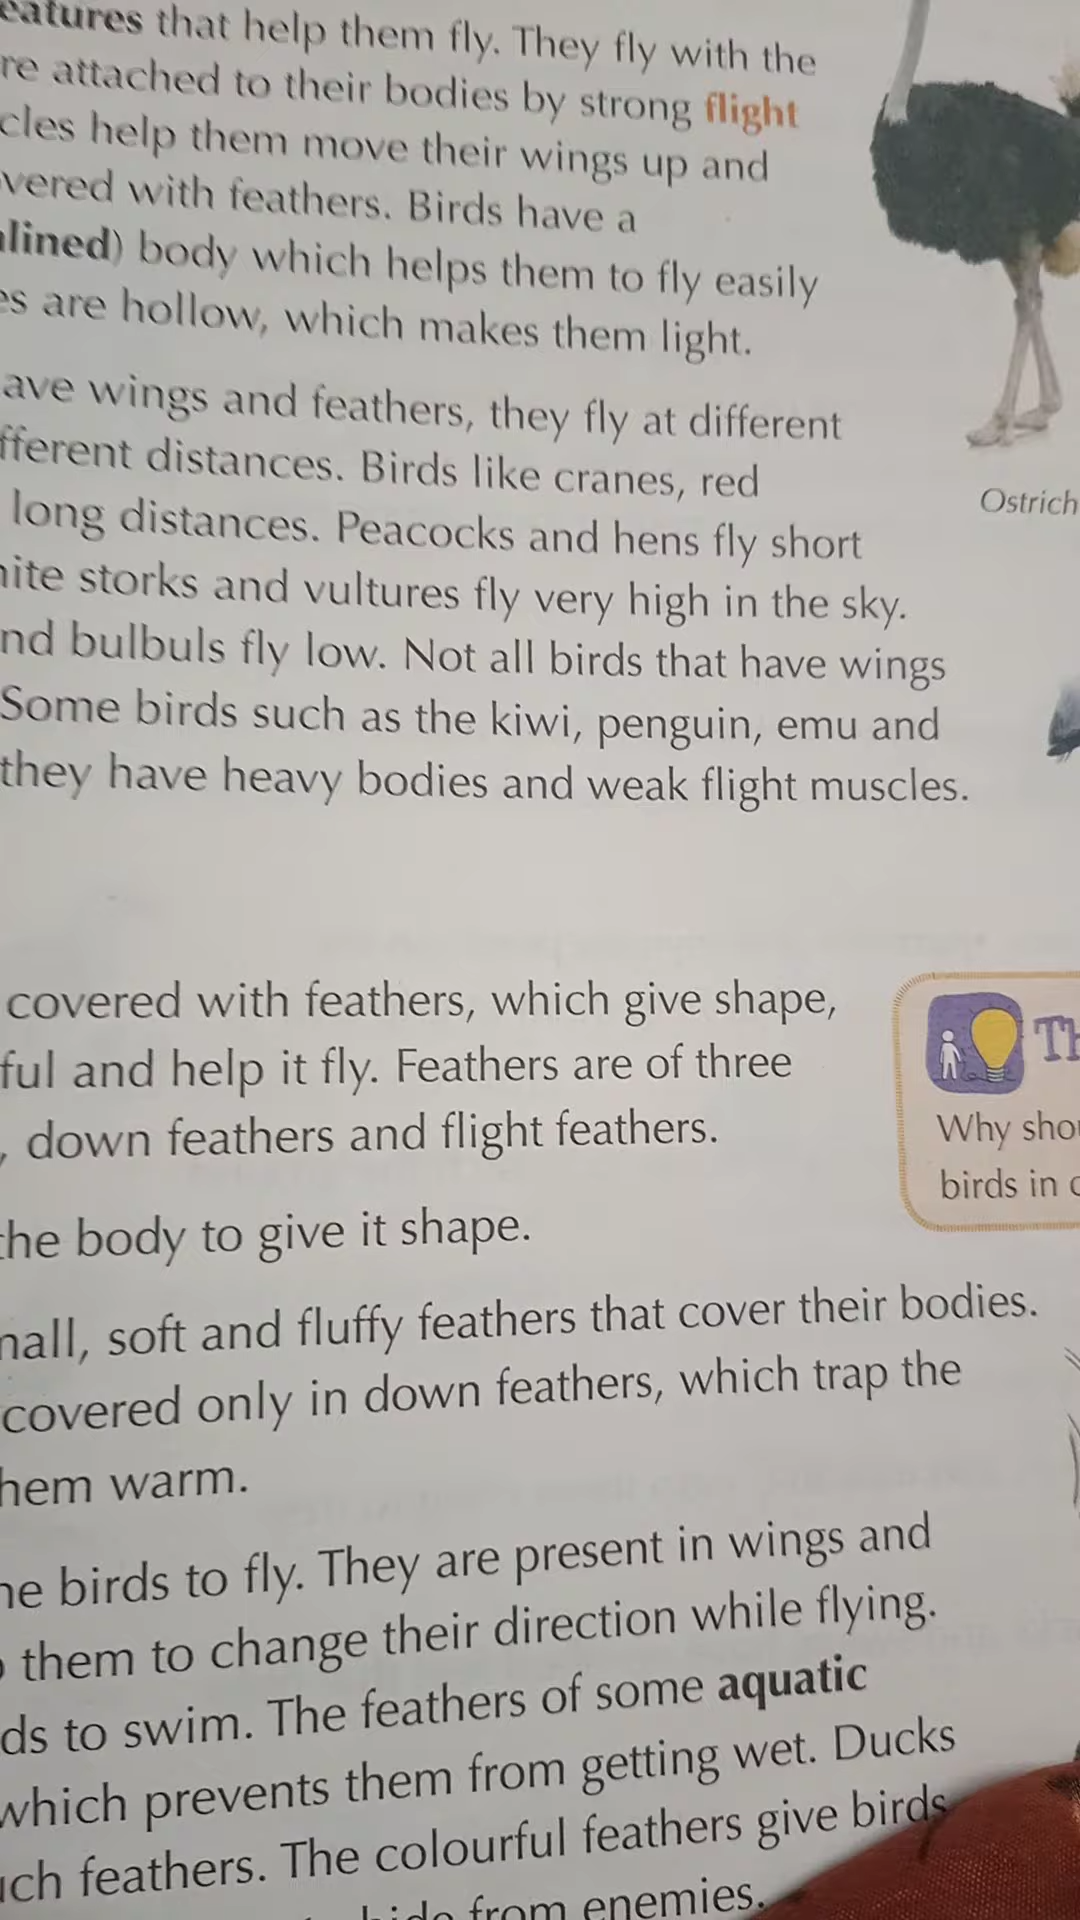 eatures that help them fly. They fly with the
re attached to their bodies by strong flight
cles help them move their wings up and
vered with feathers. Birds have a
lined) body which helps them to fly easily
es are hollow, which makes them light.
ave wings and feathers, they fly at different
fferent distances. Birds like cranes, red
long distances. Peacocks and hens fly short
ite storks and vultures fly very high in the sky.
nd bulbuls fly low. Not all birds that have wings
Some birds such as the kiwi, penguin, emu and
they have heavy bodies and weak flight muscles.
Ostrich
covered with feathers, which give shape,
ful and help it fly. Feathers are of three
, down feathers and flight feathers.
the body to give it shape.
mall, soft and fluffy feathers that cover their bodies.
covered only in down feathers, which trap the
hem warm.
he birds to fly. They are present in wings and
them to change their direction while flying.
ds to swim. The feathers of some aquatic
which prevents them from getting wet. Ducks
uch feathers. The colourful feathers give birds
hide from enemies.
Th
Why sho
birds in